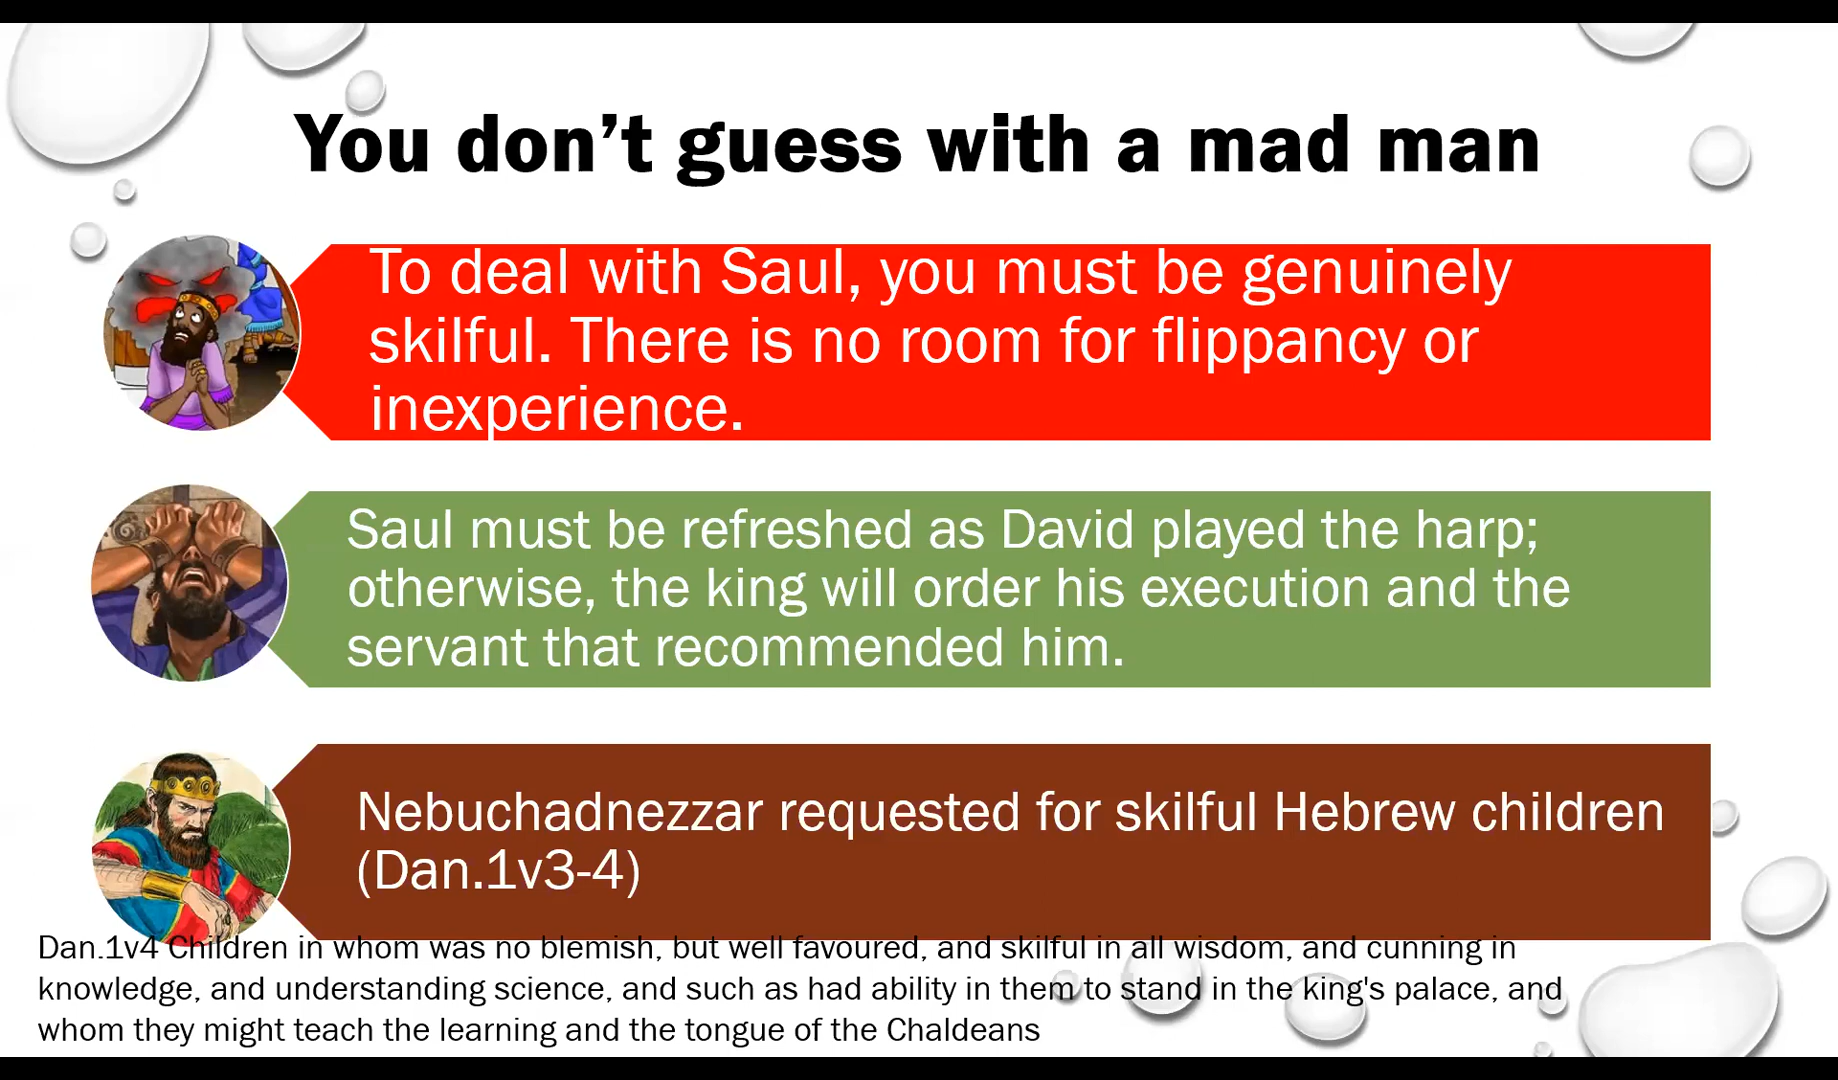 You don’t guess with a mad man
To deal with Saul, you must be genuinely
skilful. There is no room for flippancy or
inexperience.
Saul must be refreshed as David played the harp;
otherwise, the king will order his execution and the
servant that recommended him.
Nebuchadnezzar requested for skilful Hebrew children
(Dan.1v3-4)
Dan.1v4 Children in whom was no blemish, but well favoured, and skilful in all wisdom, and cunning in
knowledge, and understanding science, and such as had ability in them to stand in the king's palace, and
whom they might teach the learning and the tongue of the Chaldeans